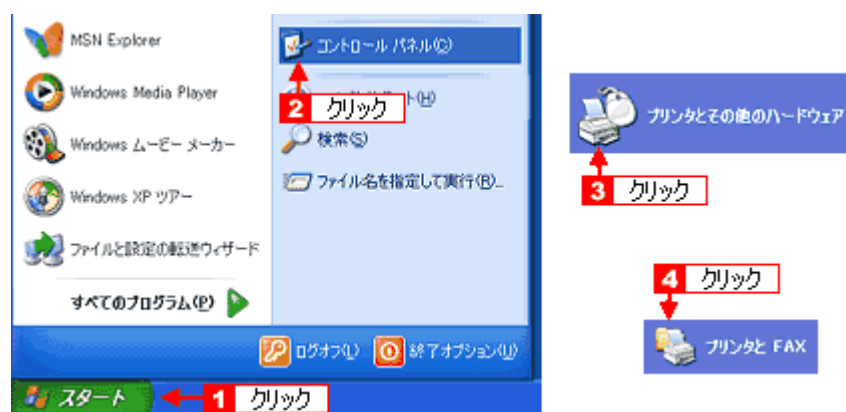 MSN Explorer
Windows Media Player
Windows ムービー メーカー
Windows XP ツアー
ファイルと設定の転送ウィザード
すべてのプログラム(P)
コントロール パネル(C)
ト(H)
2 クリック
検索(S)
ファイル名を指定して実行(R)...
ログオフ(L)
終了オプション(U)
スタート
1 クリック
プリンタとその他のハードウェア
3 クリック
4 クリック
プリンタと FAX